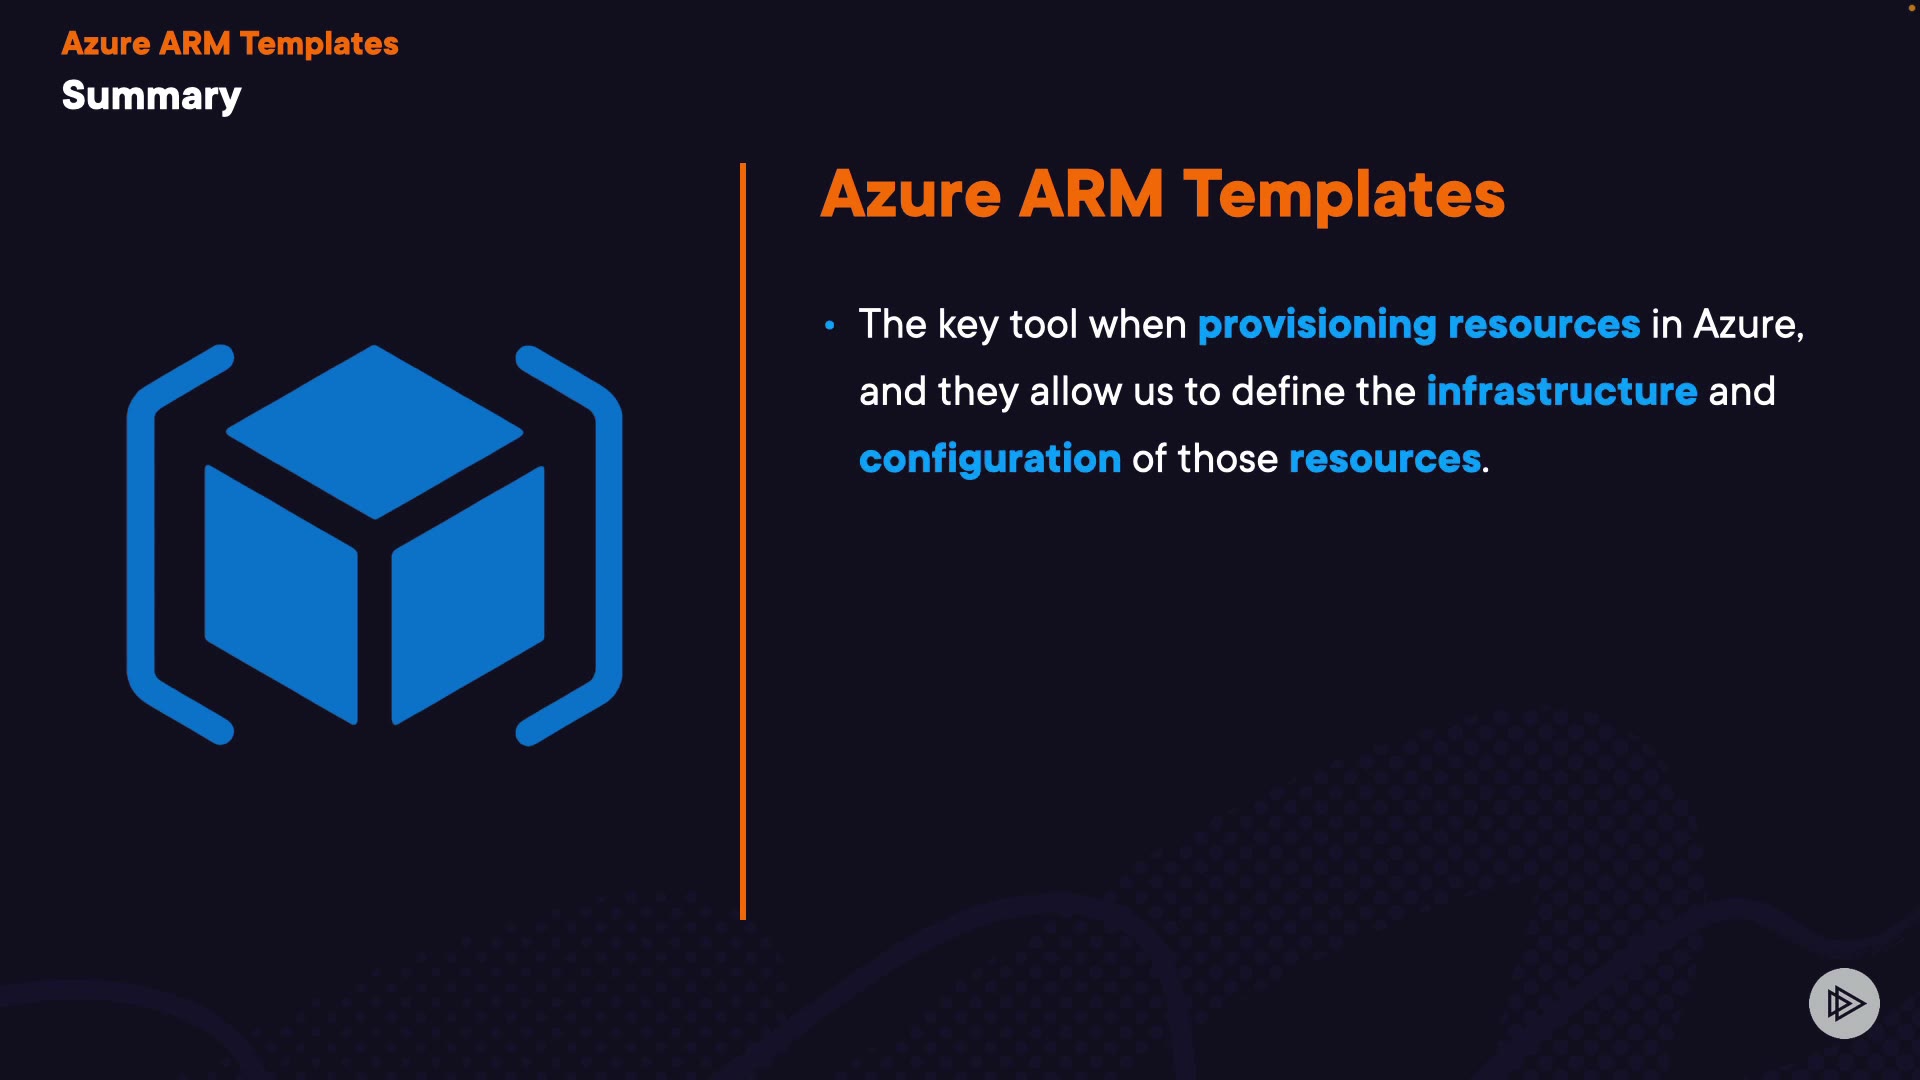 Azure ARM Templates
Summary
Azure ARM Templates
• The key tool when provisioning resources in Azure,
and they allow us to define the infrastructure and
configuration of those resources.